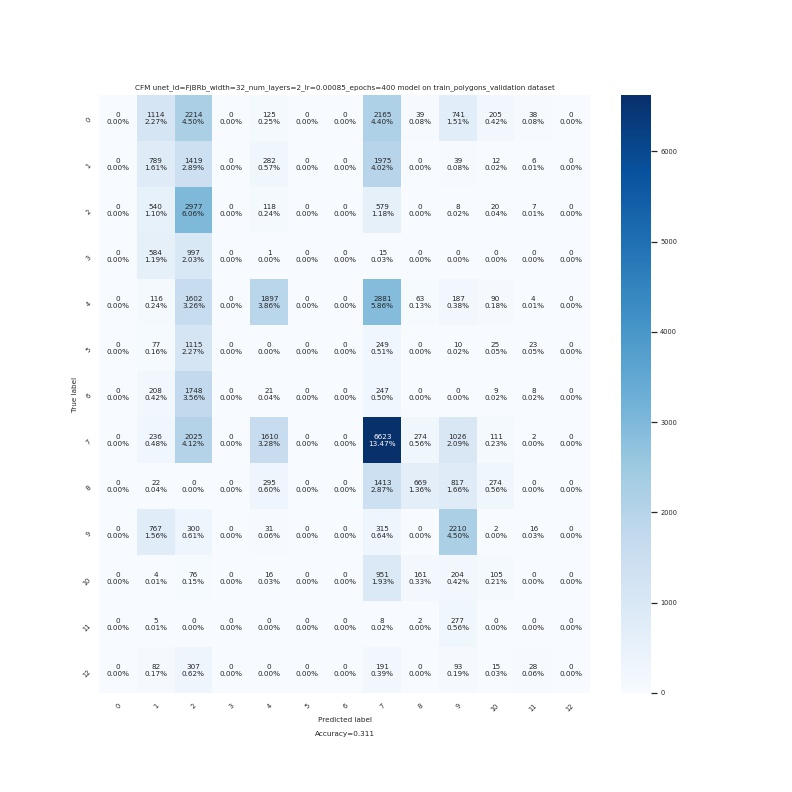 CFM unet_id=FJBRb_width=32_num_layers=2_lr=0.00085_epochs=400 model on train_polygons_validation dataset
0 1114 2214 0 125 0 0 2165 39 741 205 38 0
0.00% 2.27% 4.50% 0.00% 0.25% 0.00% 0.00% 4.40% 0.08% 1.51% 0.42% 0.08% 0.00%
0 789 1419 0 282 0 0 1975 0 39 12 6 0
0.00% 1.61% 2.89% 0.00% 0.57% 0.00% 0.00% 4.02% 0.00% 0.08% 0.02% 0.01% 0.00%
0 540 2977 0 118 0 0 579 0 8 20 7 0
0.00% 1.10% 6.06% 0.00% 0.24% 0.00% 0.00% 1.18% 0.00% 0.02% 0.04% 0.01% 0.00%
0 584 997 0 1 0 0 15 0 0 0 0 0
0.00% 1.19% 2.03% 0.00% 0.00% 0.00% 0.00% 0.03% 0.00% 0.00% 0.00% 0.00% 0.00%
0 116 1602 0 1897 0 0 2881 63 187 90 4 0
0.00% 0.24% 3.26% 0.00% 3.86% 0.00% 0.00% 5.86% 0.13% 0.38% 0.18% 0.01% 0.00%
0 77 1115 0 0 0 0 249 0 10 25 23 0
0.00% 0.16% 2.27% 0.00% 0.00% 0.00% 0.00% 0.51% 0.00% 0.02% 0.05% 0.05% 0.00%
0 208 1748 0 21 0 0 247 0 0 9 8 0
0.00% 0.42% 3.56% 0.00% 0.04% 0.00% 0.00% 0.50% 0.00% 0.00% 0.02% 0.02% 0.00%
0 236 2025 0 1610 0 0 6623 274 1026 111 2 0
0.00% 0.48% 4.12% 0.00% 3.28% 0.00% 0.00% 13.47% 0.56% 2.09% 0.23% 0.00% 0.00%
0 22 0 0 295 0 0 1413 669 817 274 0 0
0.00% 0.04% 0.00% 0.00% 0.60% 0.00% 0.00% 2.87% 1.36% 1.66% 0.56% 0.00% 0.00%
0 767 300 0 31 0 0 315 0 2210 2 16 0
0.00% 1.56% 0.61% 0.00% 0.06% 0.00% 0.00% 0.64% 0.00% 4.50% 0.00% 0.03% 0.00%
0 4 76 0 16 0 0 951 161 204 105 0 0
0.00% 0.01% 0.15% 0.00% 0.03% 0.00% 0.00% 1.93% 0.33% 0.42% 0.21% 0.00% 0.00%
0 5 0 0 0 0 0 8 2 277 0 0 0
0.00% 0.01% 0.00% 0.00% 0.00% 0.00% 0.00% 0.02% 0.00% 0.56% 0.00% 0.00% 0.00%
0 82 307 0 0 0 0 191 0 93 15 28 0
0.00% 0.17% 0.62% 0.00% 0.00% 0.00% 0.00% 0.39% 0.00% 0.19% 0.03% 0.06% 0.00%
0
1
2
3
4
5
6
7
8
9
10
11
12
True label
0 1 2 3 4 5 6 7 8 9 10 11 12
Predicted label
Accuracy=0.311
6000
5000
4000
3000
2000
1000
0